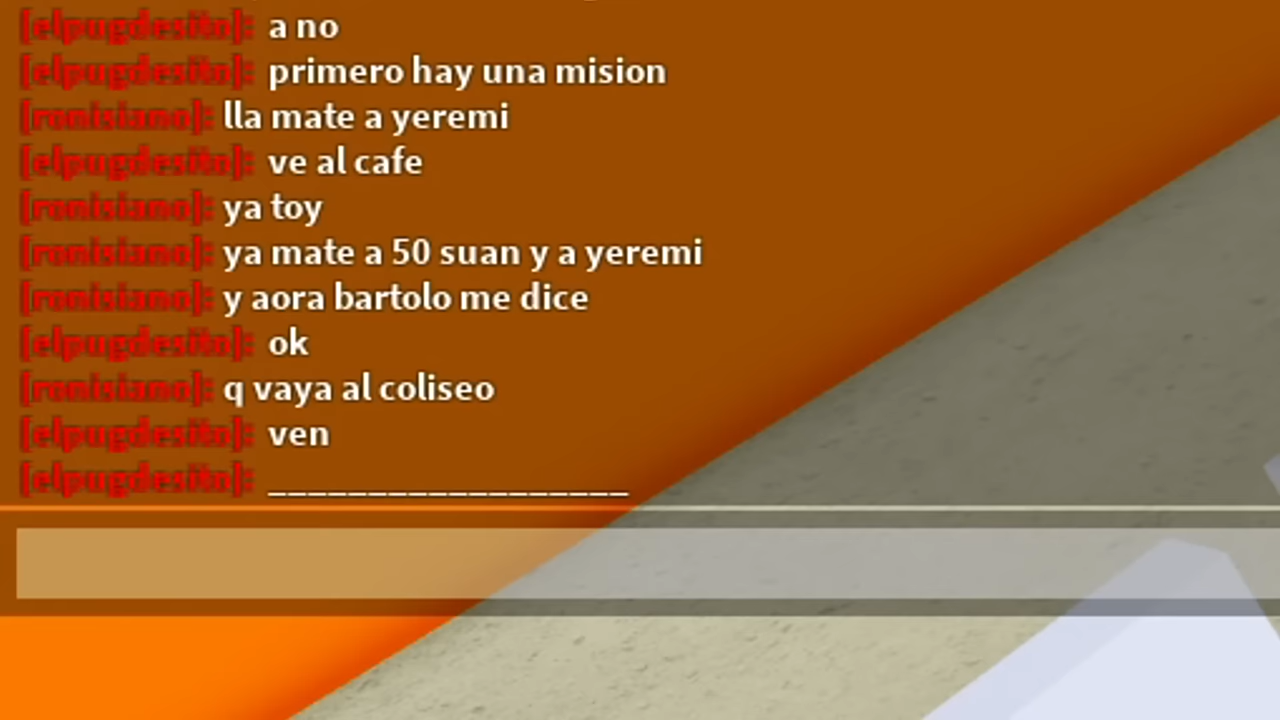 [elpugdesito]: a no
[elpugdesito]: primero hay una mision
[ronisiano]: lla mate a yeremi
[elpugdesito]: ve al cafe
[ronisiano]: ya toy
[ronisiano]: ya mate a 50 suan y a yeremi
[ronisiano]: y aora bartolo me dice
[elpugdesito]: ok
[ronisiano]: q vaya al coliseo
[elpugdesito]: ven
[elpugdesito]: __________________